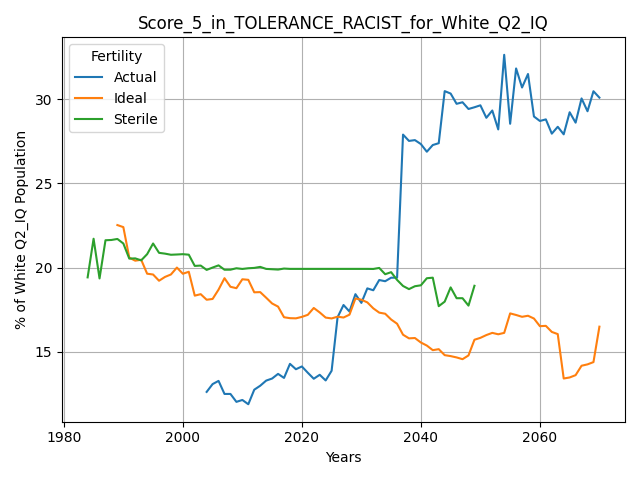 Score_5_in_TOLERANCE_RACIST_for_White_Q2_IQ
Fertility
Actual
Ideal
Sterile
% of White Q2_IQ Population
30
25
20
15
1980
2000
2020
2040
2060
Years